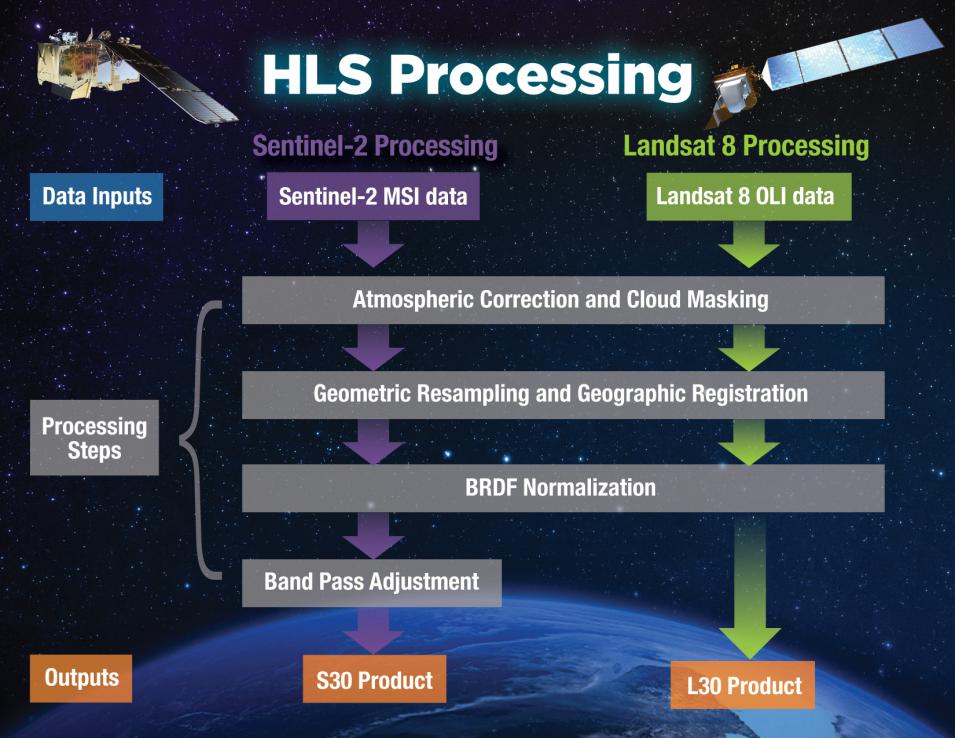 HLS Processing
Sentinel-2 Processing
Landsat 8 Processing
Data Inputs
Sentinel-2 MSI data
Landsat 8 OLI data
Atmospheric Correction and Cloud Masking
Geometric Resampling and Geographic Registration
Processing
Steps
BRDF Normalization
Band Pass Adjustment
Outputs
S30 Product
L30 Product